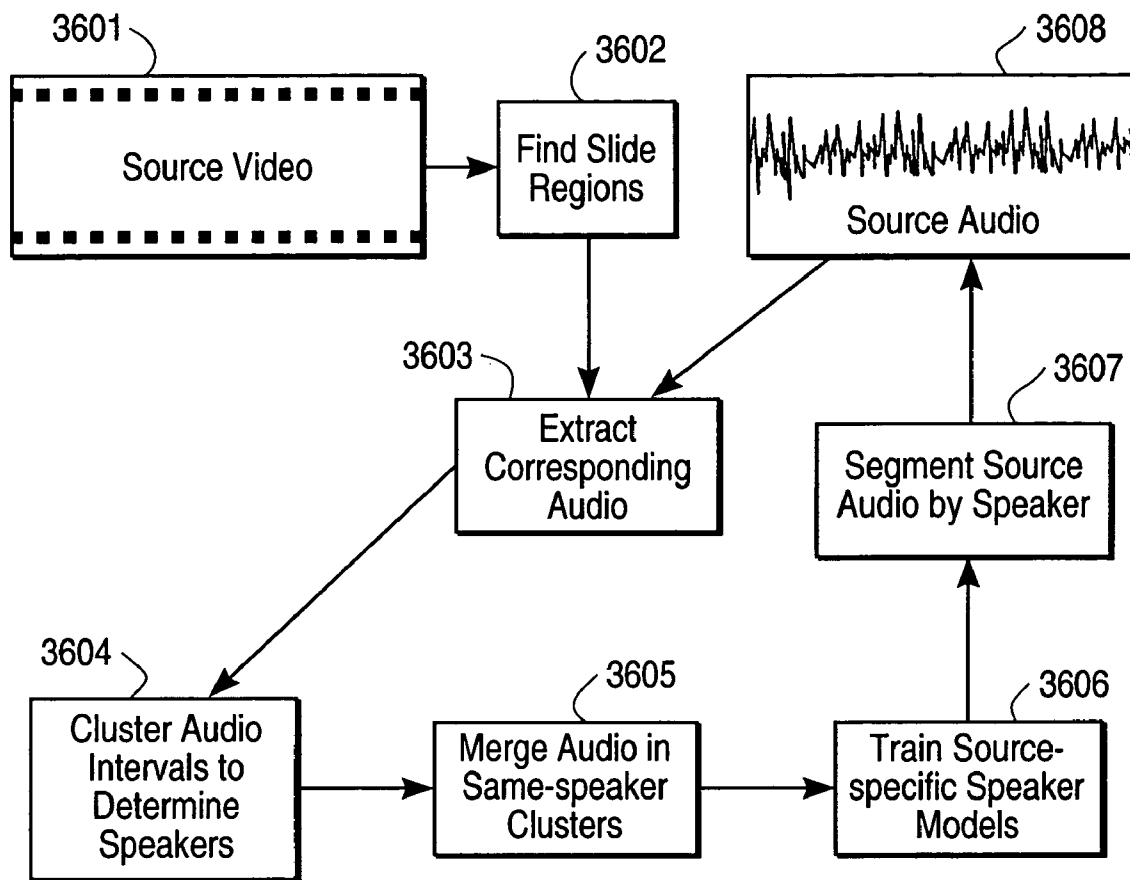 3601
3602
3608
Source Video
Find Slide
Regions
Source Audio
3603
3607
Extract
Corresponding
Audio
Segment Source
Audio by Speaker
3604
3605
3606
Cluster Audio
Intervals to
Determine
Speakers
Merge Audio in
Same-speaker
Clusters
Train Source-
specific Speaker
Models